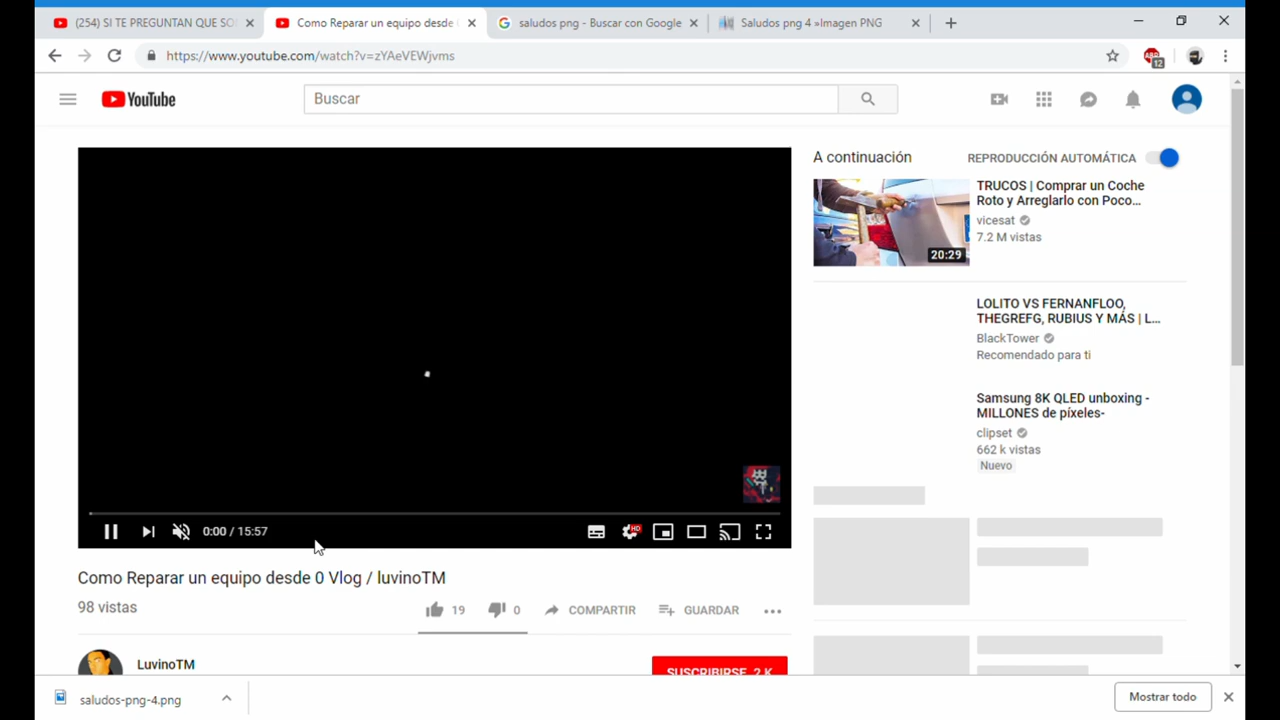 (254) SI TE PREGUNTAN QUE SOI
Como Reparar un equipo desde
saludos png - Buscar con Google
Saludos png 4 »Imagen PNG
https://www.youtube.com/watch?v=zYAeVEWjvms
ABP
12
YouTube
Buscar
A continuación
REPRODUCCIÓN AUTOMÁTICA
TRUCOS | Comprar un Coche
Roto y Arreglarlo con Poco…
vicesat
7.2 M vistas
20:29
LOLITO VS FERNANFLOO,
THEGREFG, RUBIUS Y MÁS | L…
BlackTower
Recomendado para ti
Samsung 8K QLED unboxing -
MILLONES de píxeles-
clipset
662 k vistas
Nuevo
0:00 / 15:57
HD
Como Reparar un equipo desde 0 Vlog / luvinoTM
98 vistas
19
0
COMPARTIR
GUARDAR
LuvinoTM
SUSCRIBIRSE 2 K
saludos-png-4.png
Mostrar todo